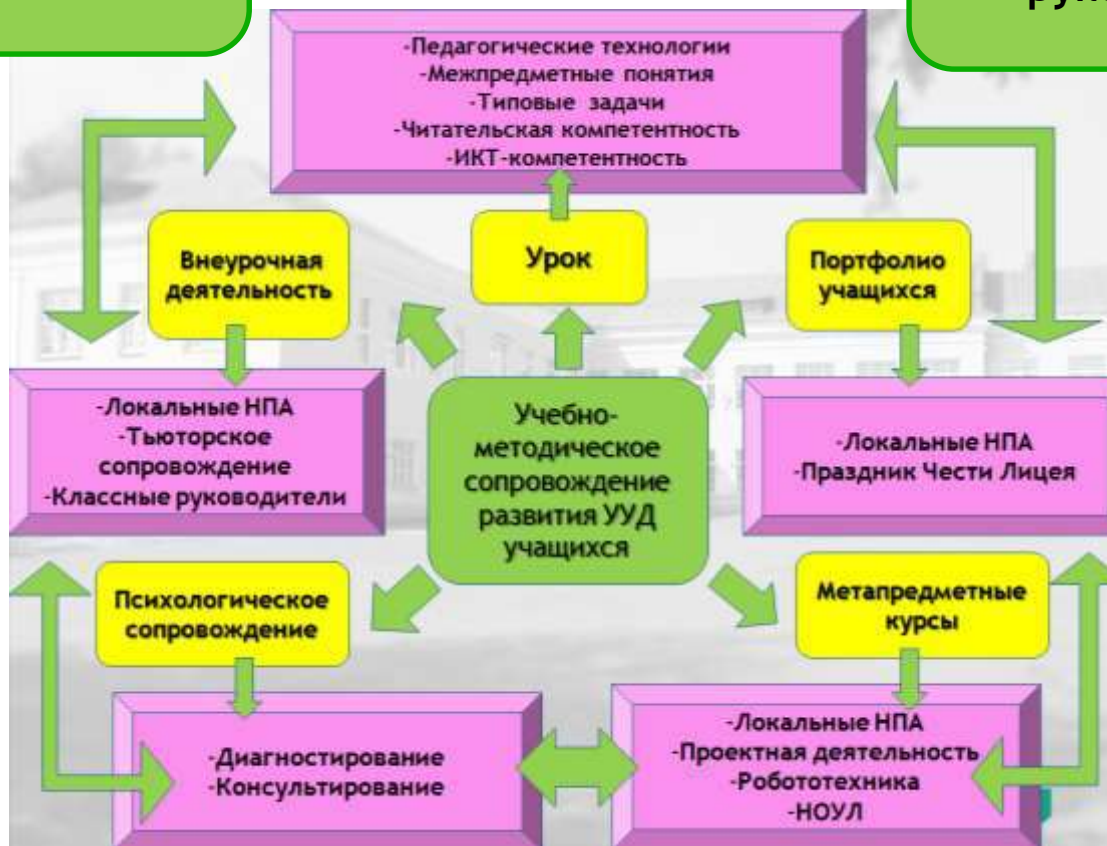 -Педагогические технологии
-Межпредметные понятия
-Типовые задачи
-Читательская компетентность
-ИКТ-компетентность
Внеурочная
деятельность
Урок
Портфолио
учащихся
-Локальные НПА
-Тьюторское
сопровождение
-Классные руководители
Учебно-
методическое
сопровождение
развития УУД
учащихся
-Локальные НПА
-Праздник Чести Лицея
Психологическое
сопровождение
Метапредметные
курсы
-Диагностирование
-Консультирование
-Локальные НПА
-Проектная деятельность
-Робототехника
-НОУЛ